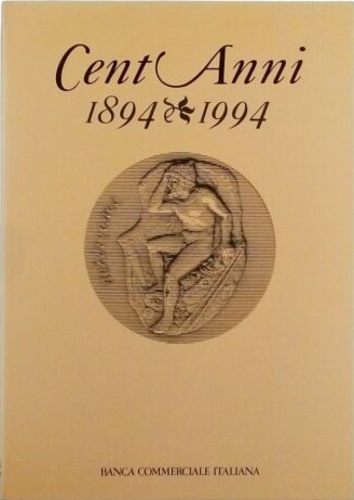 Cent Anni
1894 1994
BANCA COMMERCIALE ITALIANA